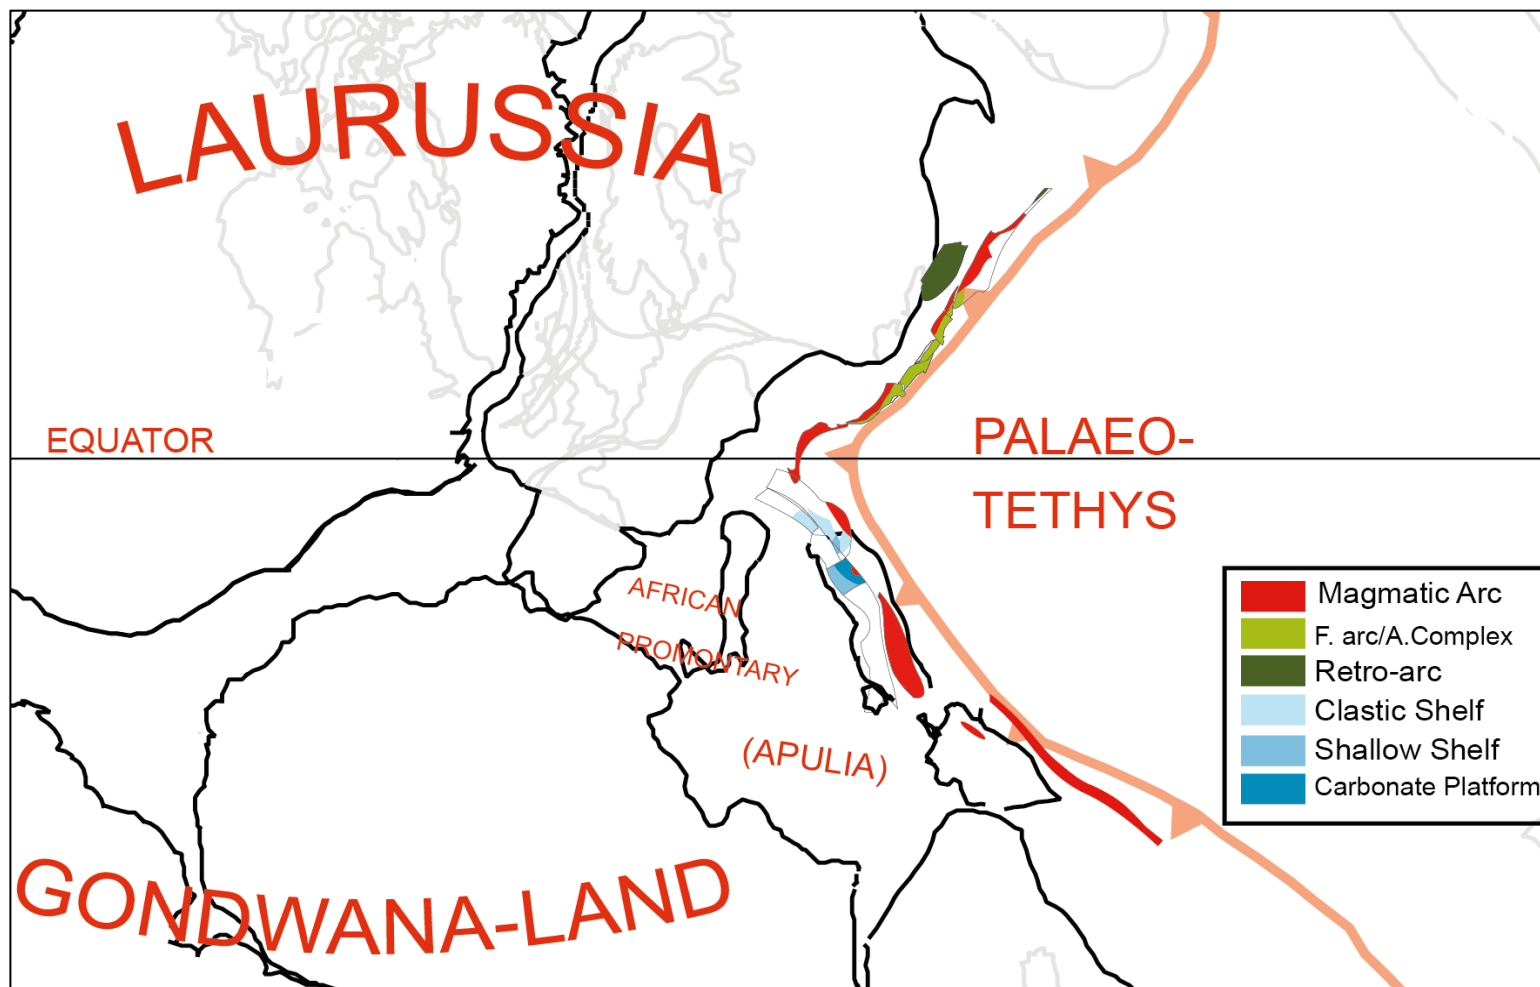 LAURUSSIA
EQUATOR
PALAEO-
TETHYS
AFRICAN
PROMONTARY
(APULIA)
GONDWANA-LAND
Magmatic Arc
F. arc/A.Complex
Retro-arc
Clastic Shelf
Shallow Shelf
Carbonate Platform